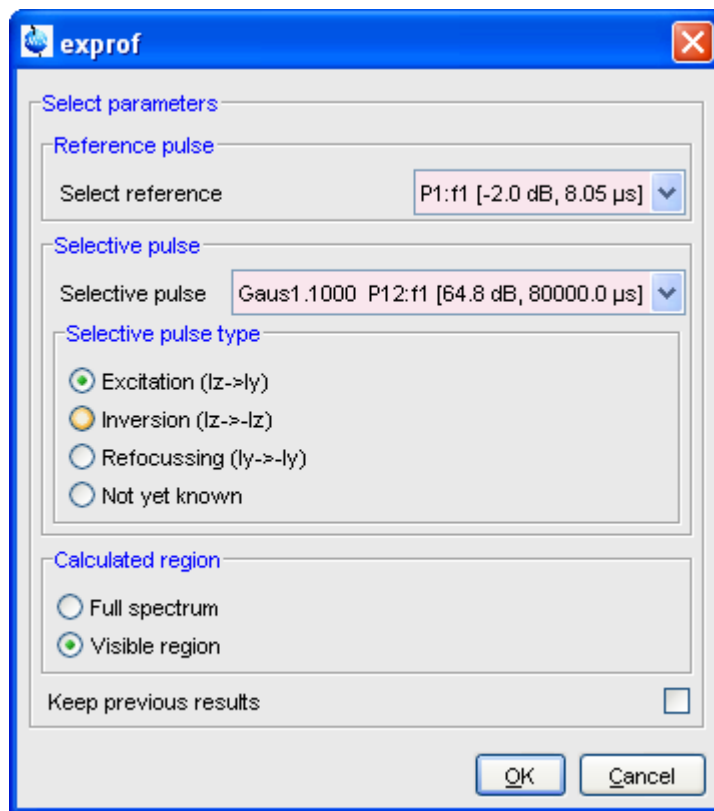 exprof
Select parameters
Reference pulse
Select reference P1:f1 [-2.0 dB, 8.05 µs]
Selective pulse
Selective pulse Gaus1.1000 P12:f1 [64.8 dB, 80000.0 µs]
Selective pulse type
Excitation (Iz->Iy)
Inversion (Iz->-Iz)
Refocussing (Iy->-Iy)
Not yet known
Calculated region
Full spectrum
Visible region
Keep previous results
OK Cancel